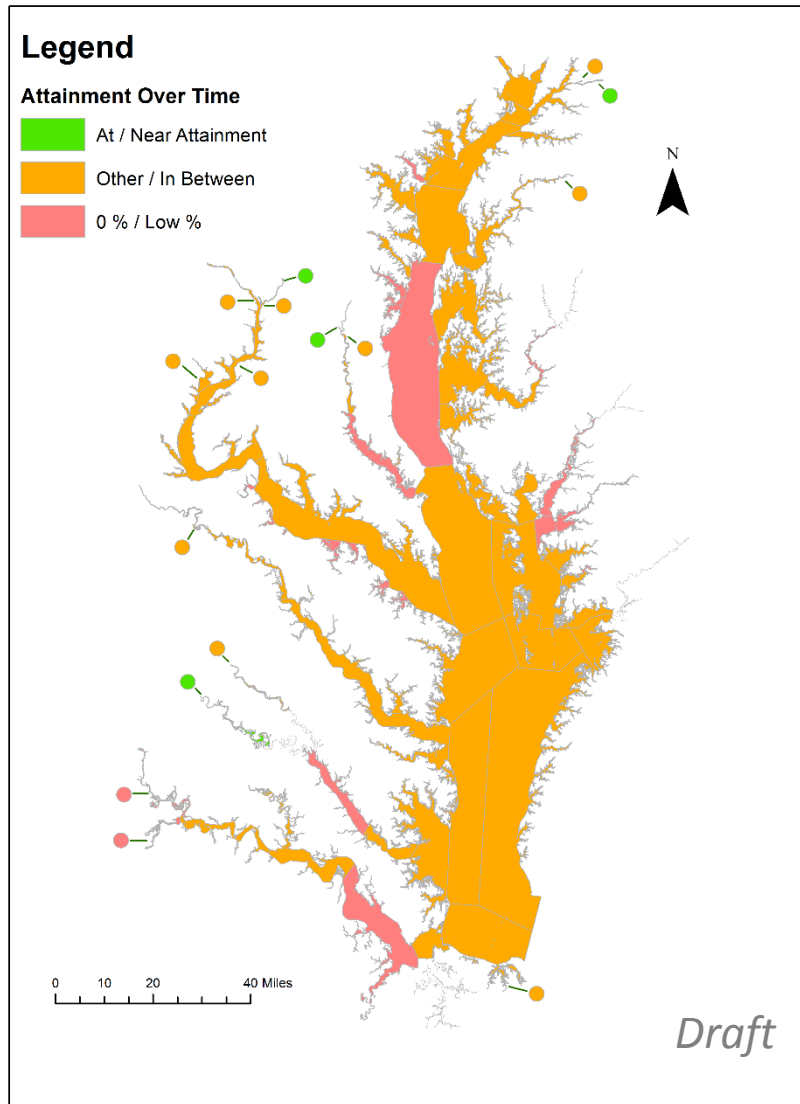 Legend
Attainment Over Time
At / Near Attainment
Other / In Between
0 % / Low %
N
0 10 20 40 Miles
Draft